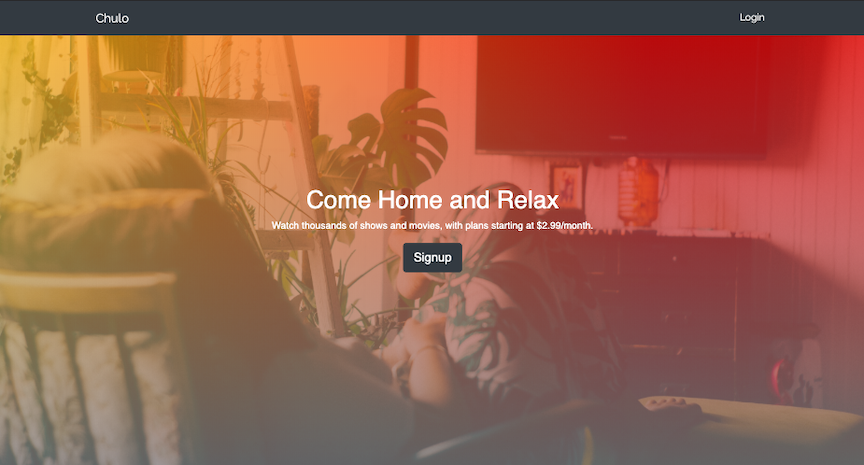 Chulo
Login
Come Home and Relax
Watch thousands of shows and movies, with plans starting at $2.99/month.
Signup